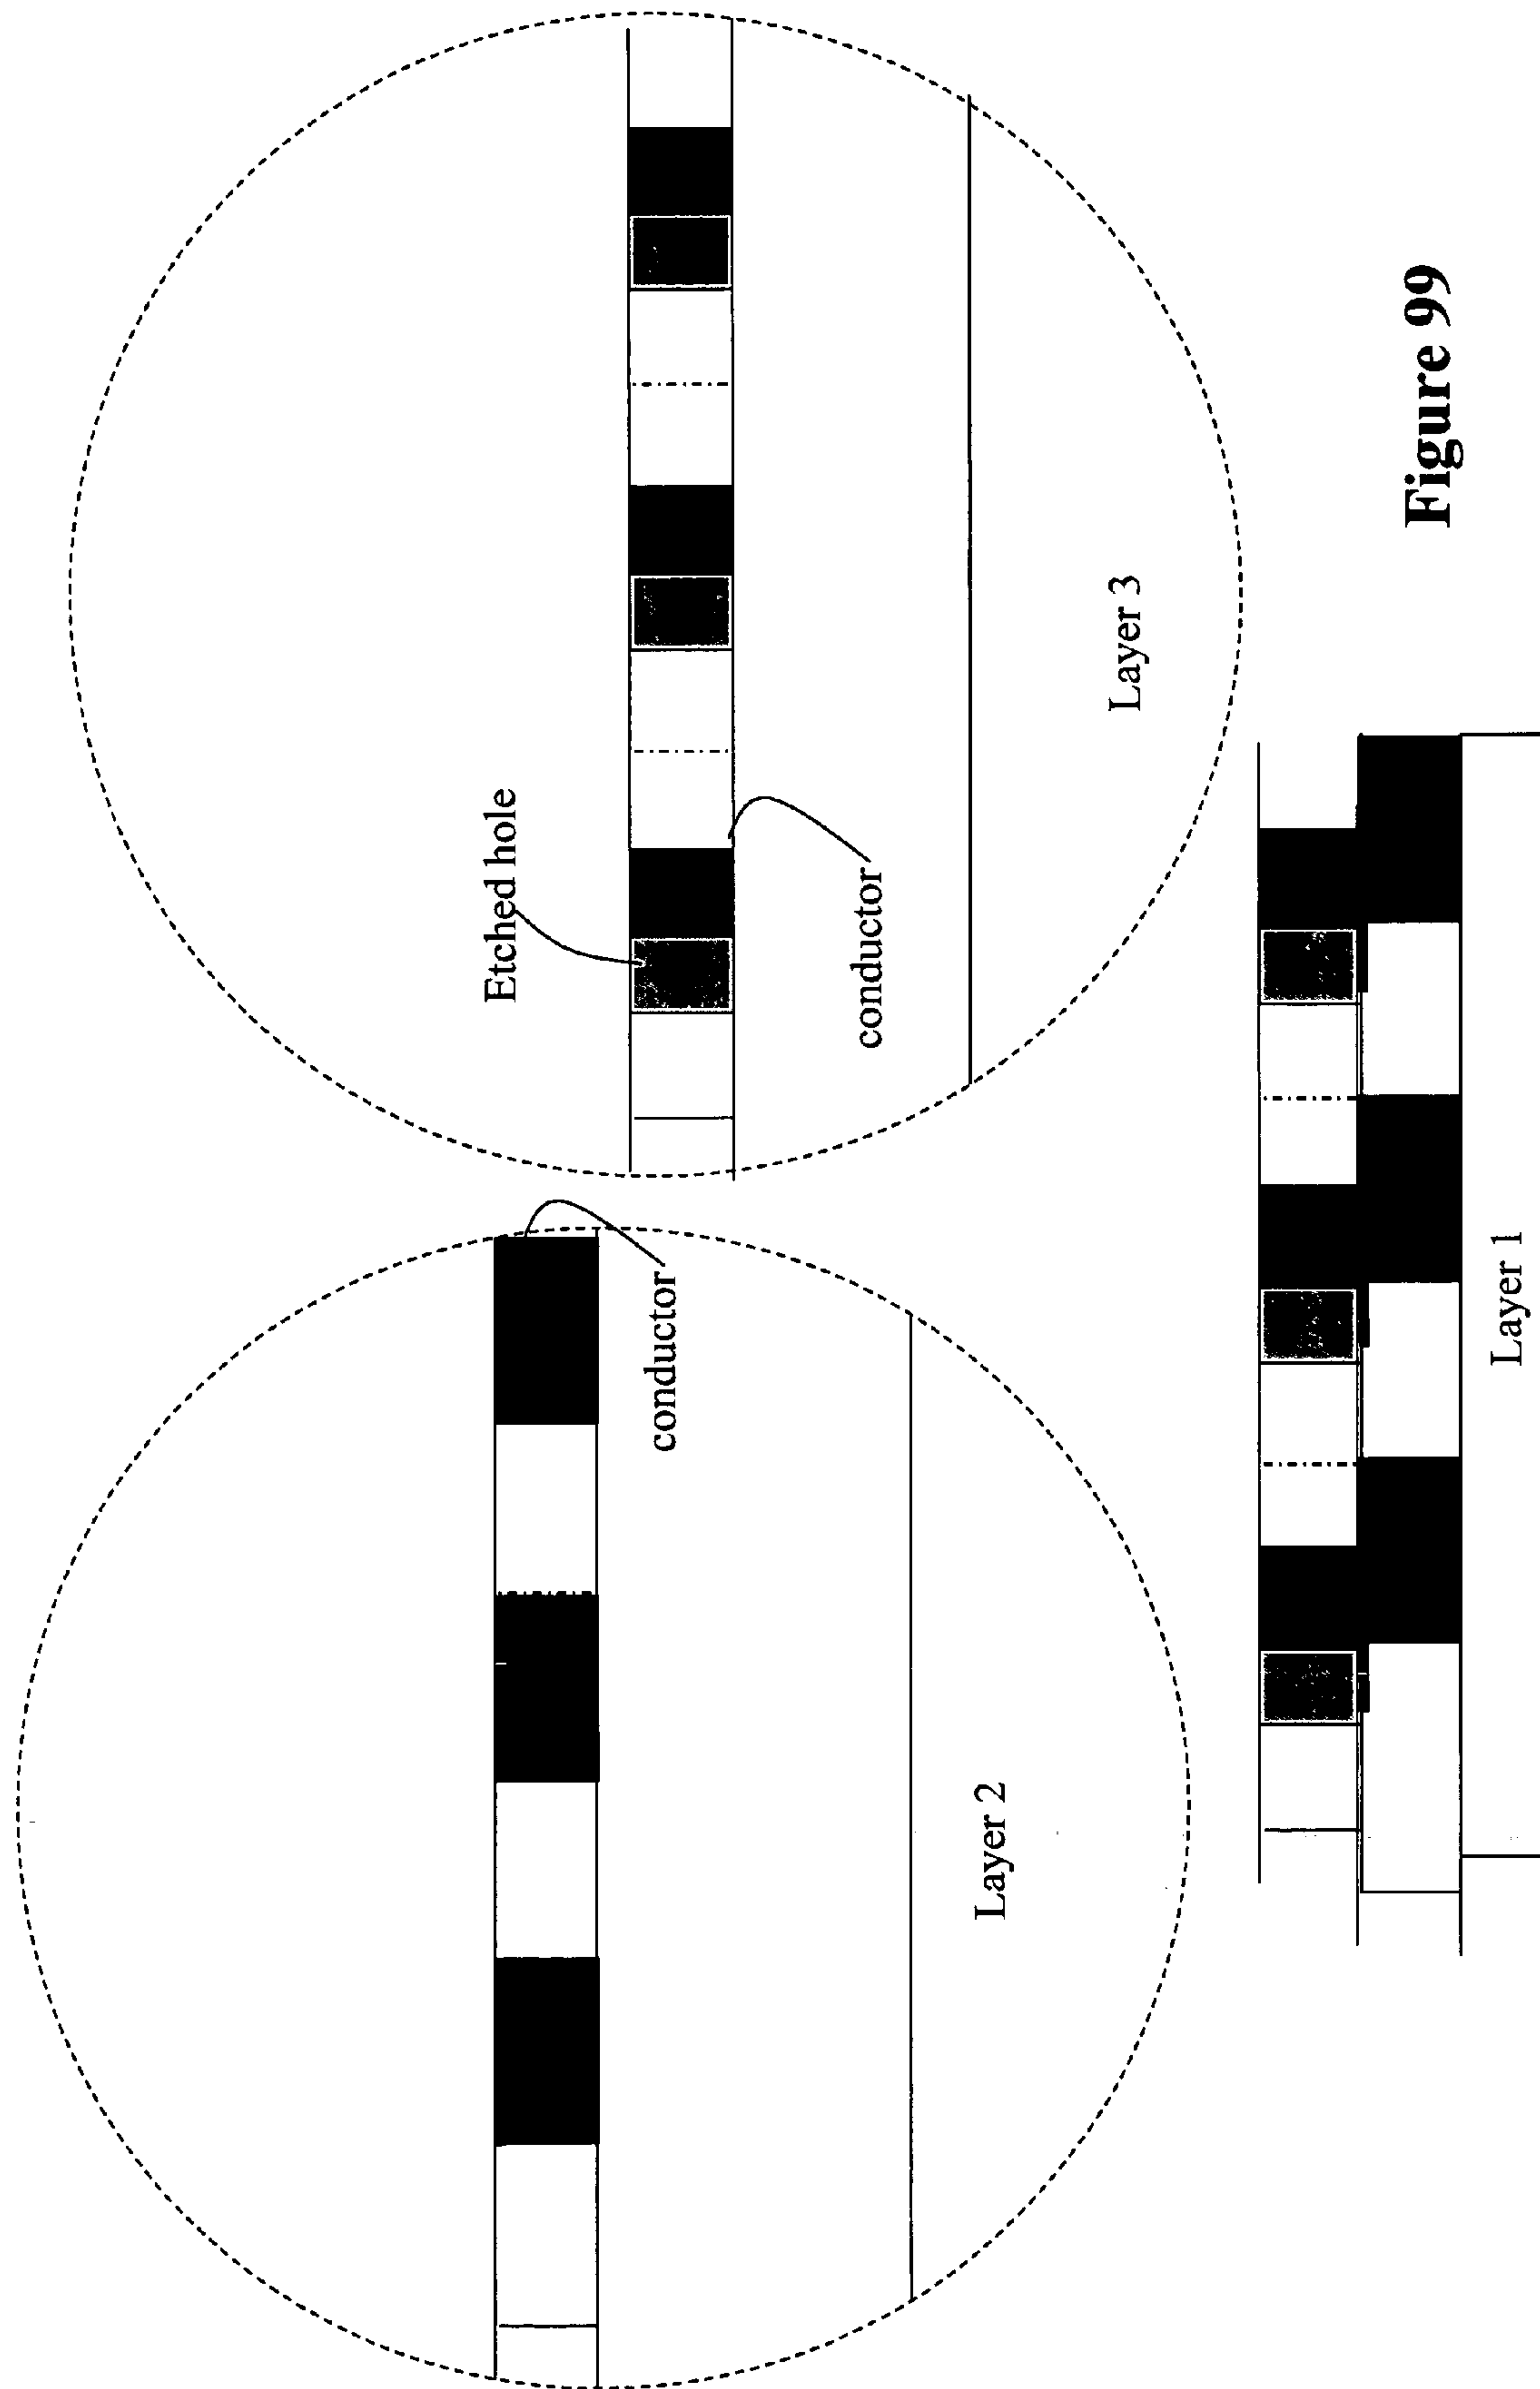 conductor
Layer 2
Etched hole
conductor
Layer 3
Layer 1
Figure 99